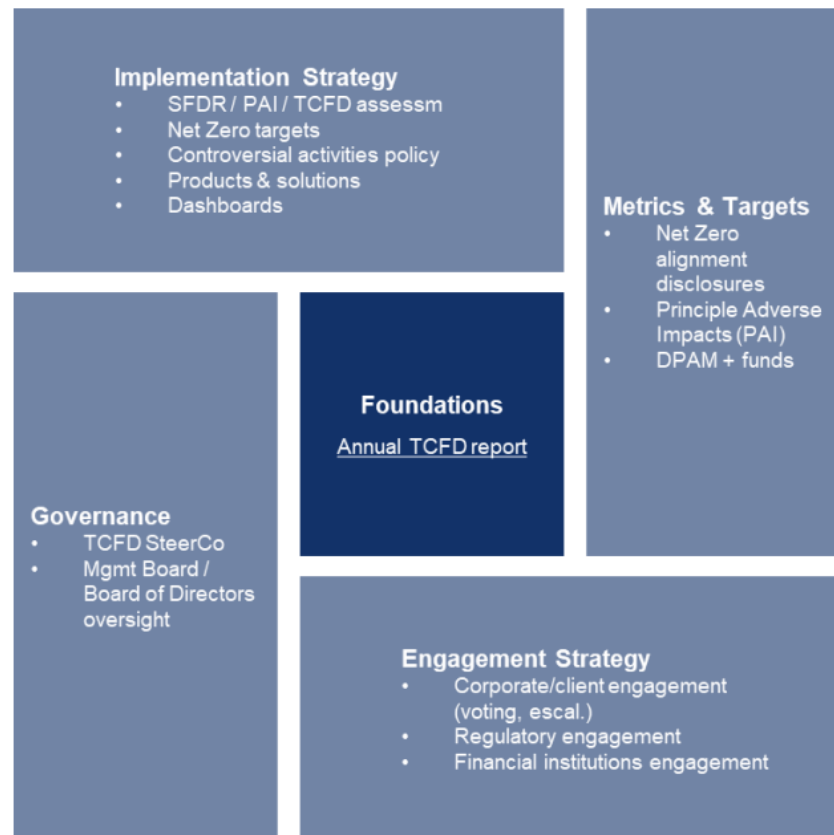 Implementation Strategy
• SFDR / PAI / TCFD assessm
• Net Zero targets
• Controversial activities policy
• Products & solutions
• Dashboards
Metrics & Targets
• Net Zero
alignment
disclosures
• Principle Adverse
Impacts (PAI)
• DPAM + funds
Foundations
Annual TCFD report
Governance
• TCFD SteerCo
• Mgmt Board /
Board of Directors
oversight
Engagement Strategy
• Corporate/client engagement
(voting, escal.)
• Regulatory engagement
• Financial institutions engagement